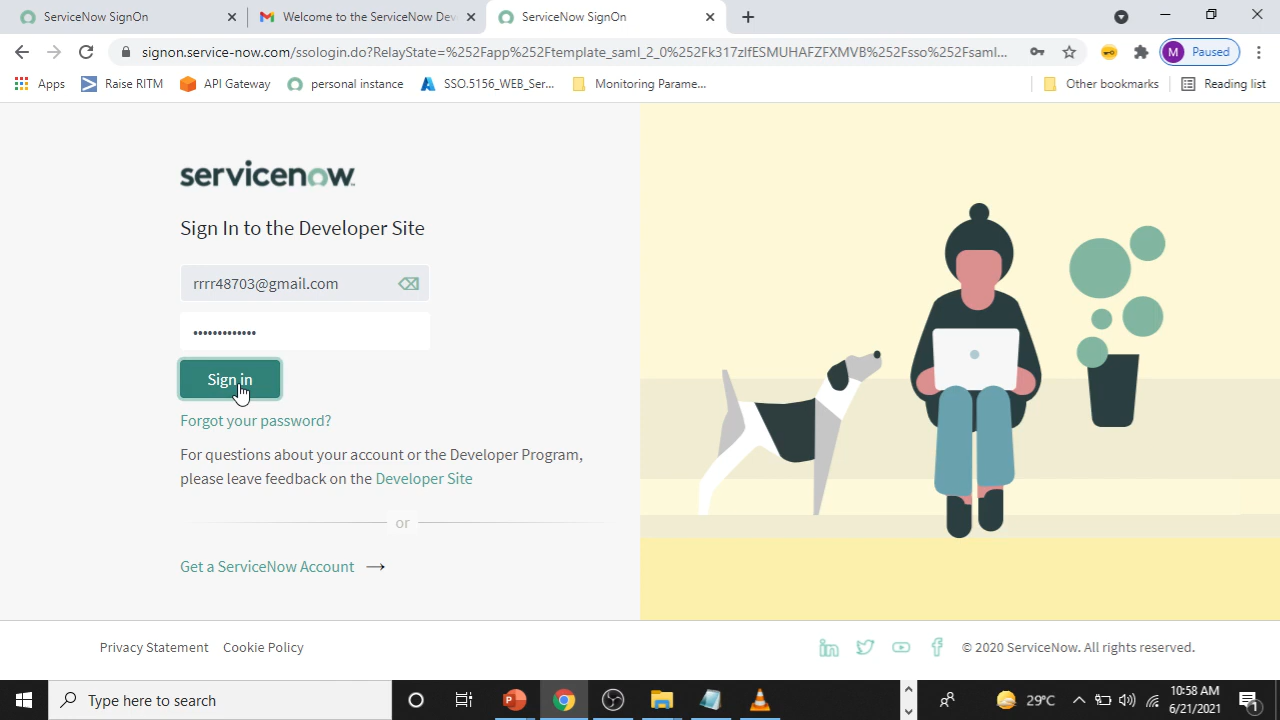 ServiceNow SignOn
Welcome to the ServiceNow Dev
ServiceNow SignOn
signon.service-now.com/ssologin.do?RelayState=%252Fapp%252Ftemplate_saml_2_0%252Fk317zlfESMUHAFZFXMVB%252Fsso%252Fsaml...
M Paused
Apps
Raise RITM
API Gateway
personal instance
SSO.5156_WEB_Ser...
Monitoring Parame...
Other bookmarks
Reading list
servicenow
Sign In to the Developer Site
rrrr48703@gmail.com
•••••••••••••
Sign in
Forgot your password?
For questions about your account or the Developer Program,
please leave feedback on the Developer Site
or
Get a ServiceNow Account →
Privacy Statement Cookie Policy
© 2020 ServiceNow. All rights reserved.
Type here to search
29°C
10:58 AM
6/21/2021
1